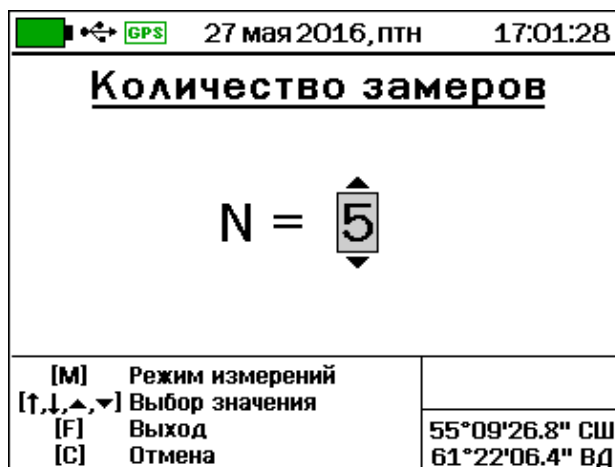 GPS 27 мая 2016, птн 17:01:28
Количество замеров
N = 5
[M] Режим измерений
[↑,↓,▲,▼] Выбор значения
[F] Выход
[C] Отмена
55°09'26.8" СШ
61°22'06.4" ВД